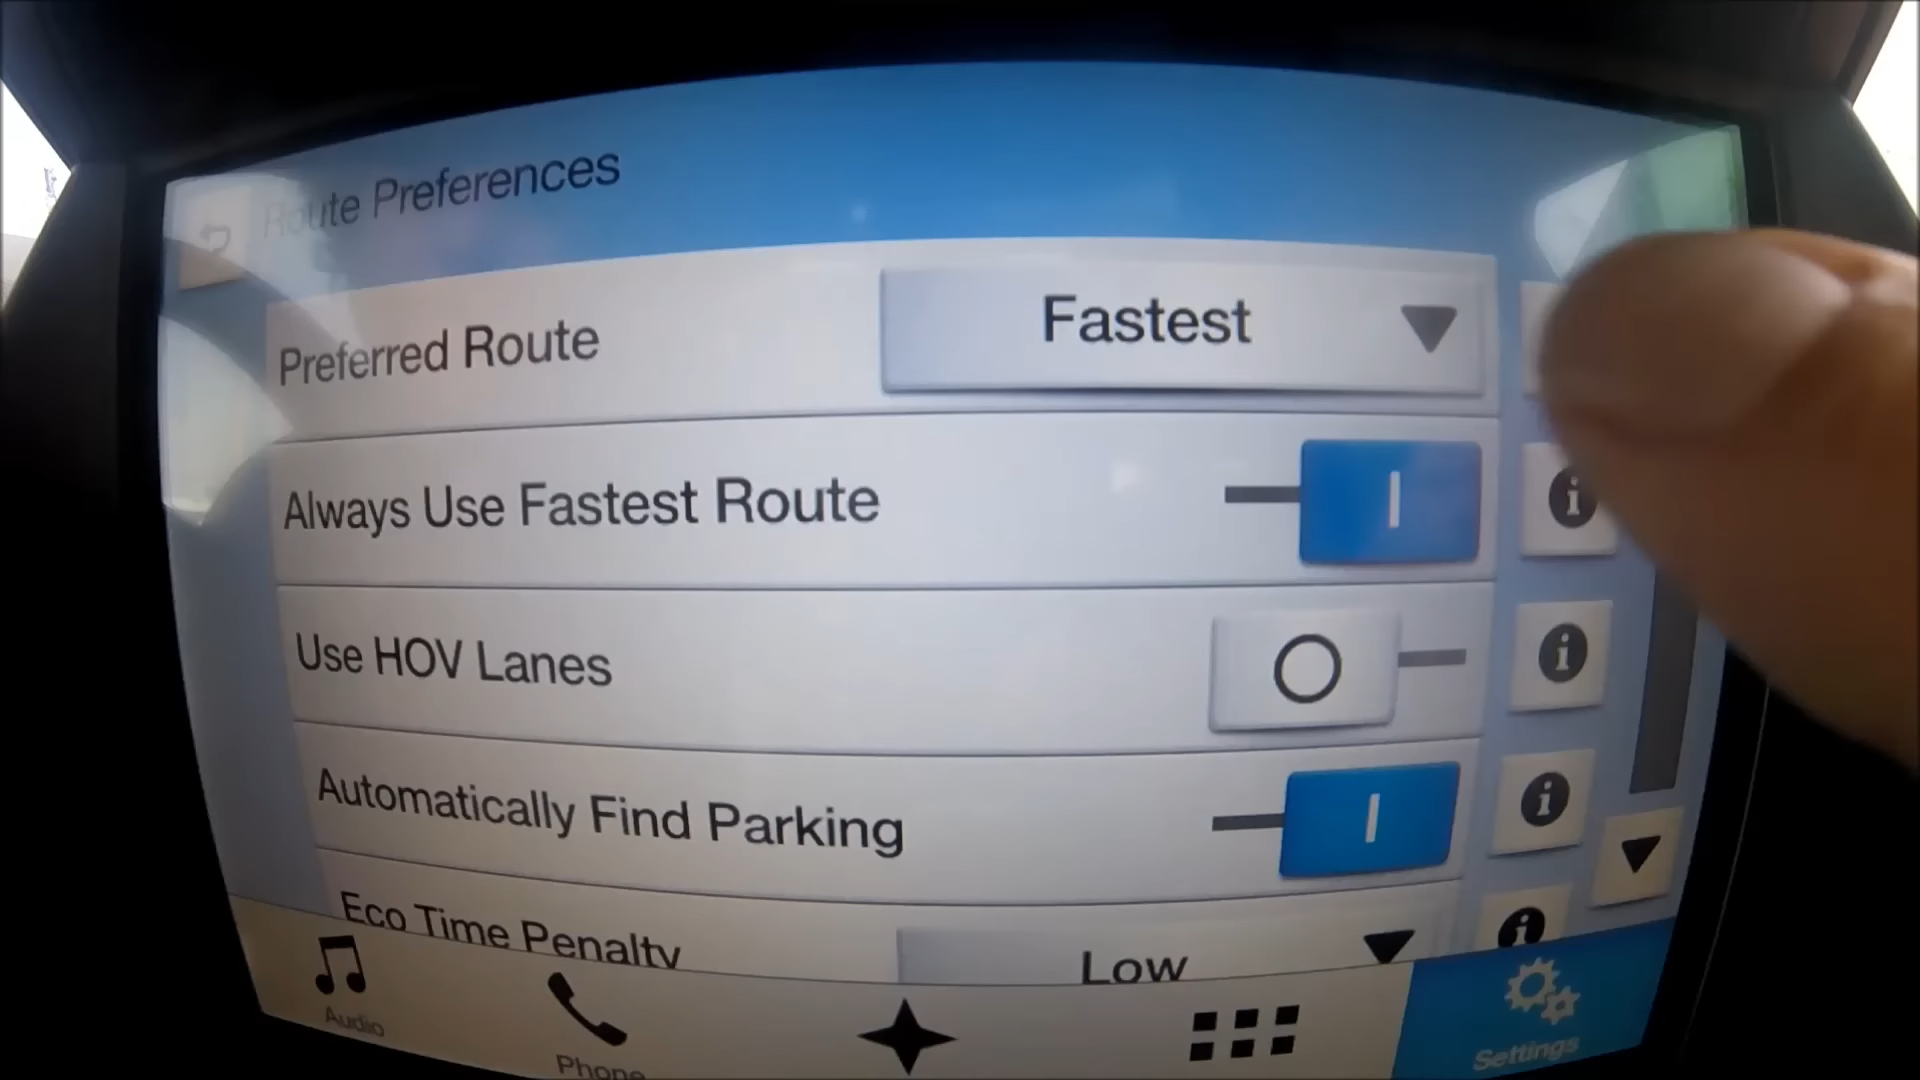 Route Preferences
Preferred Route
Fastest
Always Use Fastest Route
Use HOV Lanes
Automatically Find Parking
Eco Time Penalty
Low
Audio
Phone
Settings